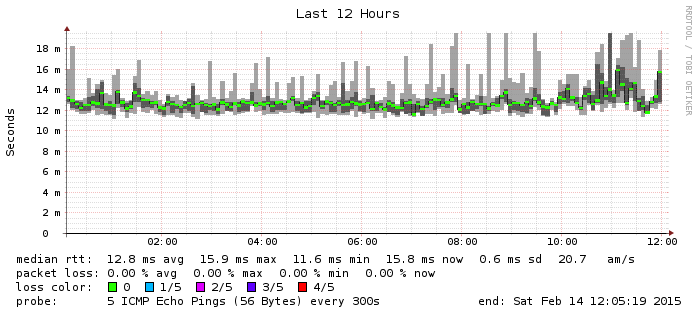 Last 12 Hours
RRDTOOL / TOBI OETIKER
Seconds
18 m
16 m
14 m
12 m
10 m
8 m
6 m
4 m
2 m
0
02:00 04:00 06:00 08:00 10:00 12:00
median rtt: 12.8 ms avg 15.9 ms max 11.6 ms min 15.8 ms now 0.6 ms sd 20.7 am/s
packet loss: 0.00 % avg 0.00 % max 0.00 % min 0.00 % now
loss color: 0 1/5 2/5 3/5 4/5
probe: 5 ICMP Echo Pings (56 Bytes) every 300s end: Sat Feb 14 12:05:19 2015